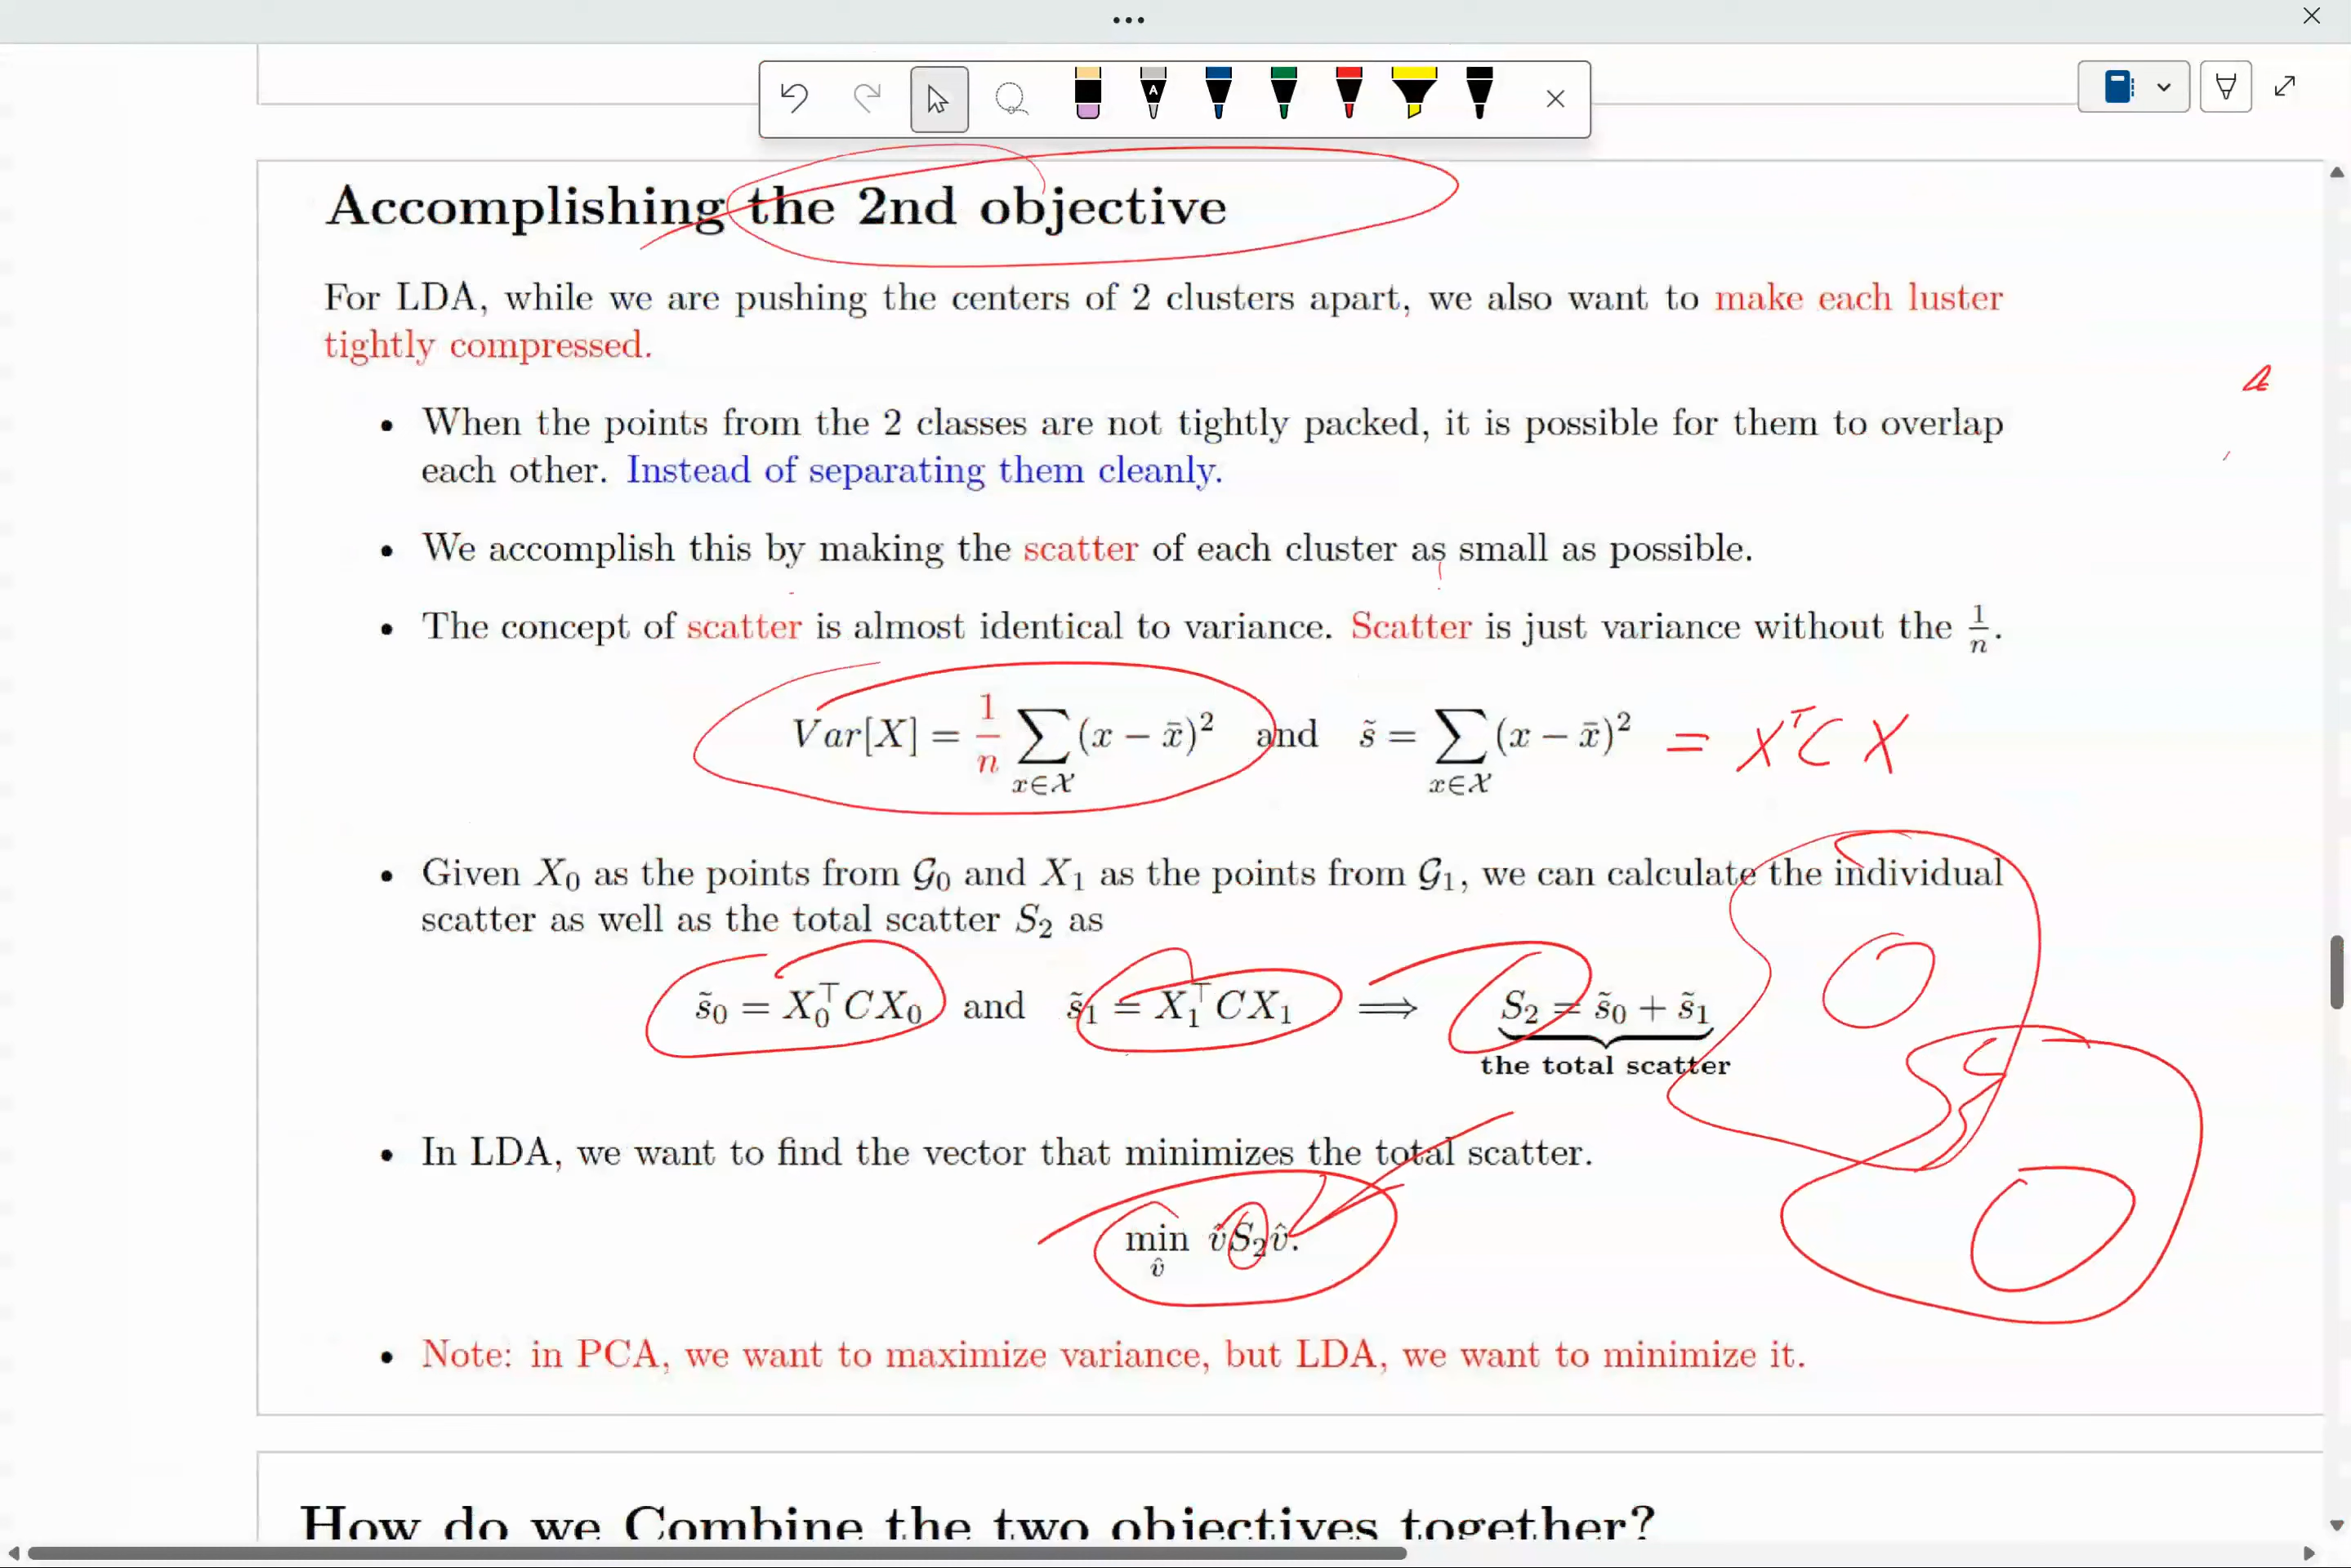 Accomplishing the 2nd objective
For LDA, while we are pushing the centers of 2 clusters apart, we also want to make each luster
tightly compressed.
• When the points from the 2 classes are not tightly packed, it is possible for them to overlap
each other. Instead of separating them cleanly.
• We accomplish this by making the scatter of each cluster as small as possible.
• The concept of scatter is almost identical to variance. Scatter is just variance without the 1/n.
Var[X] = 1/n ∑_{x∈𝒳} (x − x̄)² and s̃ = ∑_{x∈𝒳} (x − x̄)² = XᵀCX
• Given X₀ as the points from 𝒢₀ and X₁ as the points from 𝒢₁, we can calculate the individual
scatter as well as the total scatter S₂ as
s̃₀ = X₀^⊤CX₀ and s̃₁ = X₁^⊤CX₁ ⟹ S₂ = s̃₀ + s̃₁
the total scatter
• In LDA, we want to find the vector that minimizes the total scatter.
min_{v̂} v̂S₂v̂.
• Note: in PCA, we want to maximize variance, but LDA, we want to minimize it.
How do we Combine the two objectives together?